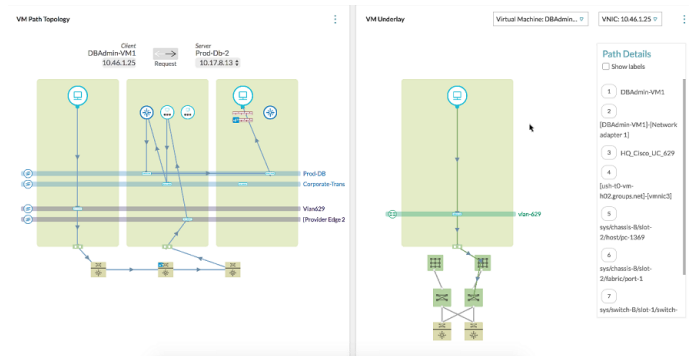 VM Path Topology
Client
DBAdmin-VM1
10.46.1.25
Request
Server
Prod-Db-2
10.17.8.13
Prod-DB
Corporate-Trans
Vlan629
[Provider Edge 2
VM Underlay
Virtual Machine: DBAdmin...
VNIC: 10.46.1.25
vlan-629
Path Details
Show labels
1 DBAdmin-VM1
2
[DBAdmin-VM1]-[Network
adapter 1]
3 HQ_Cisco_UC_629
4
[ush-t0-vm-
h02.groups.net]-[vmnic3]
5
sys/chassis-8/slot-
2/host/pc-1369
6
sys/chassis-8/slot-
2/fabric/port-1
7
sys/switch-B/slot-1/switch-